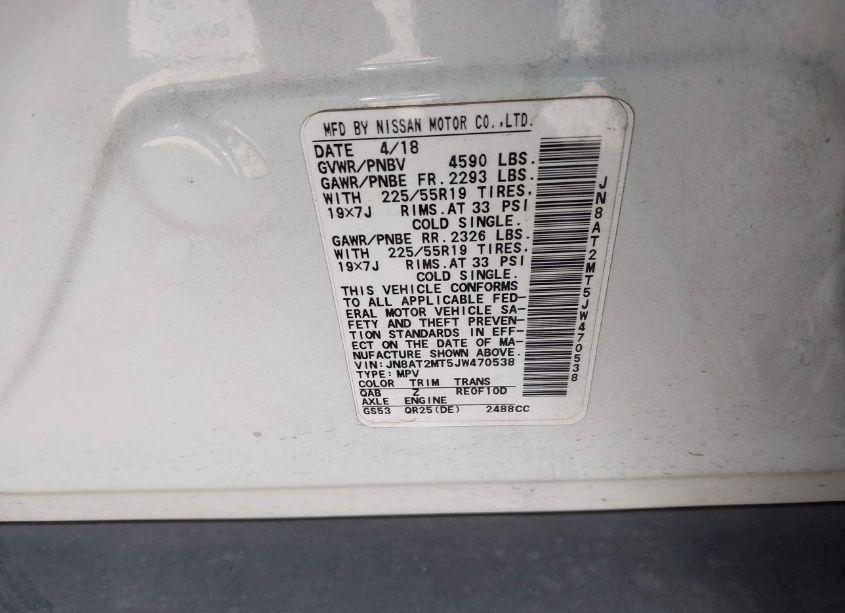 MFD BY NISSAN MOTOR CO.,LTD.
DATE 4/18
GVWR/PNBV 4590 LBS.
GAWR/PNBE FR. 2293 LBS.
WITH 225/55R19 TIRES,
19×7J RIMS. AT 33 PSI
COLD SINGLE.
GAWR/PNBE RR. 2326 LBS.
WITH 225/55R19 TIRES,
19×7J RIMS. AT 33 PSI
COLD SINGLE.
THIS VEHICLE CONFORMS
TO ALL APPLICABLE FED-
ERAL MOTOR VEHICLE SA-
FETY AND THEFT PREVEN-
TION STANDARDS IN EFF-
ECT ON THE DATE OF MA-
NUFACTURE SHOWN ABOVE.
VIN:JN8AT2MT5JW470538
TYPE:MPV
COLOR TRIM TRANS
QAB Z RE0F10D
AXLE ENGINE
GS53 QR25(DE) 2488CC
JN8AT2MT5JW470538